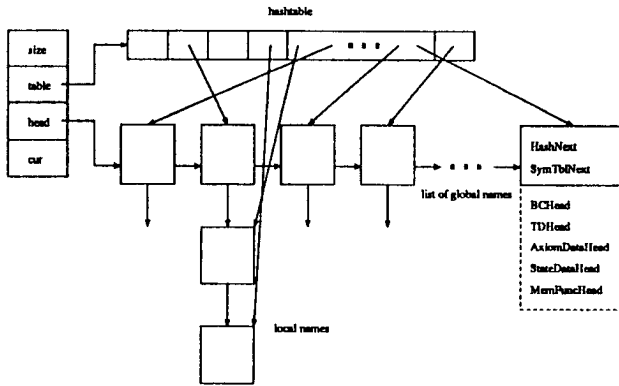 hashtable
size
table
head
cur
HashNext
SymTblNext
list of global names
BCHead
TDHead
AxiomDataHead
StateDataHead
MemFuncHead
local names